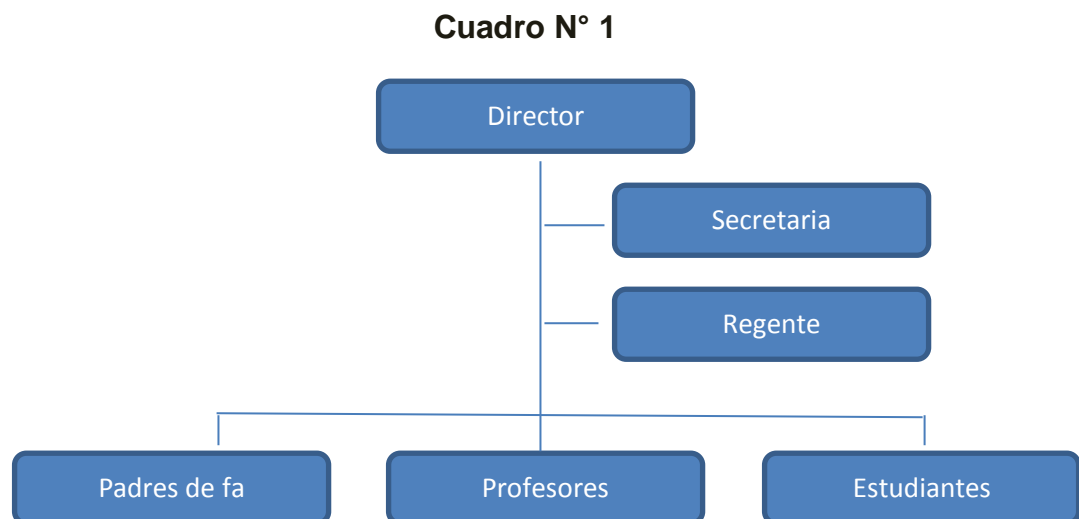 Cuadro N° 1
Director
Secretaria
Regente
Padres de fa
Profesores
Estudiantes